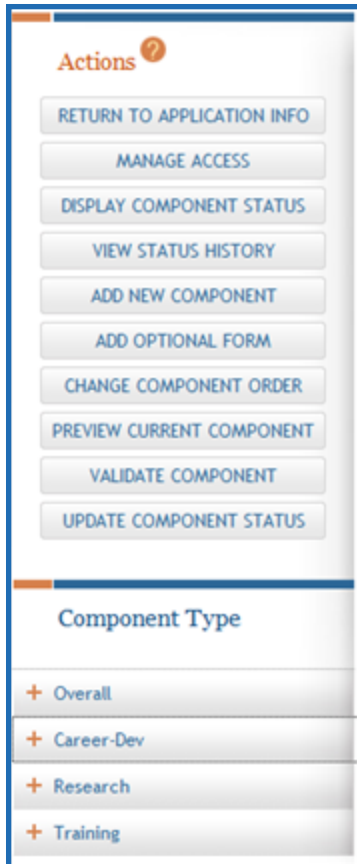 Actions ?
RETURN TO APPLICATION INFO
MANAGE ACCESS
DISPLAY COMPONENT STATUS
VIEW STATUS HISTORY
ADD NEW COMPONENT
ADD OPTIONAL FORM
CHANGE COMPONENT ORDER
PREVIEW CURRENT COMPONENT
VALIDATE COMPONENT
UPDATE COMPONENT STATUS
Component Type
+ Overall
+ Career-Dev
+ Research
+ Training